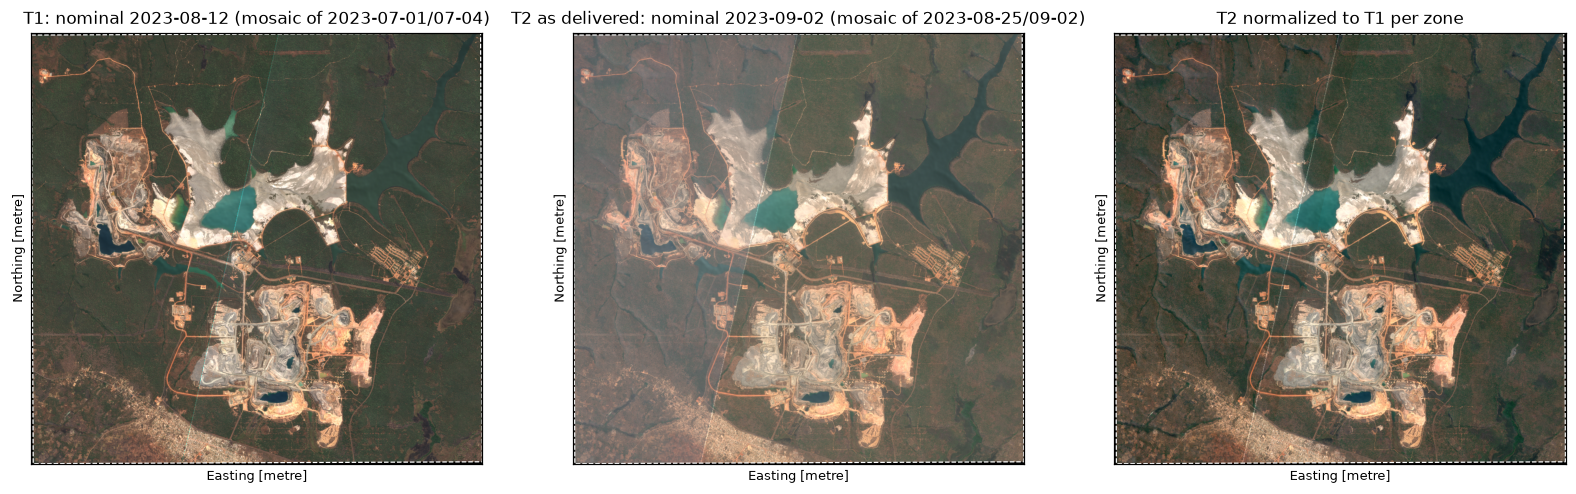 T1: nominal 2023-08-12 (mosaic of 2023-07-01/07-04)
T2 as delivered: nominal 2023-09-02 (mosaic of 2023-08-25/09-02)
T2 normalized to T1 per zone
Northing [metre]
Northing [metre]
Northing [metre]
Easting [metre]
Easting [metre]
Easting [metre]